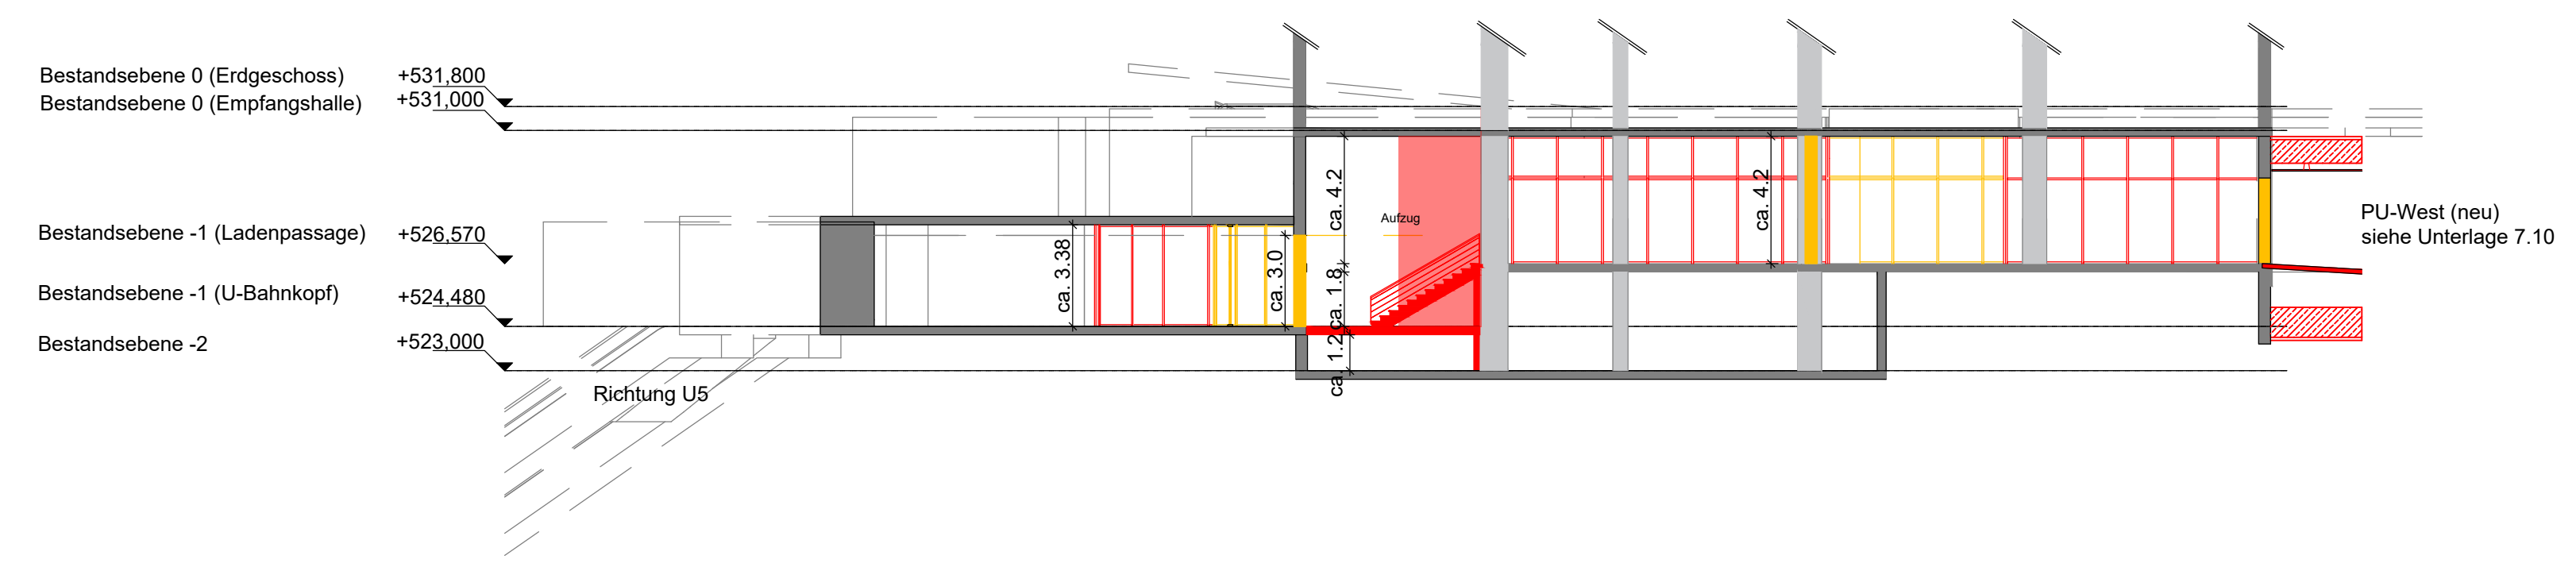 Bestandsebene 0 (Erdgeschoss) +531,800
Bestandsebene 0 (Empfangshalle) +531,000
Bestandsebene -1 (Ladenpassage) +526,570
Bestandsebene -1 (U-Bahnkopf) +524,480
Bestandsebene -2 +523,000
Richtung U5
ca. 3.38
ca. 3.0
ca. 4.2
ca. 1.8
ca. 1.2
Aufzug
ca. 4.2
PU-West (neu)
siehe Unterlage 7.10